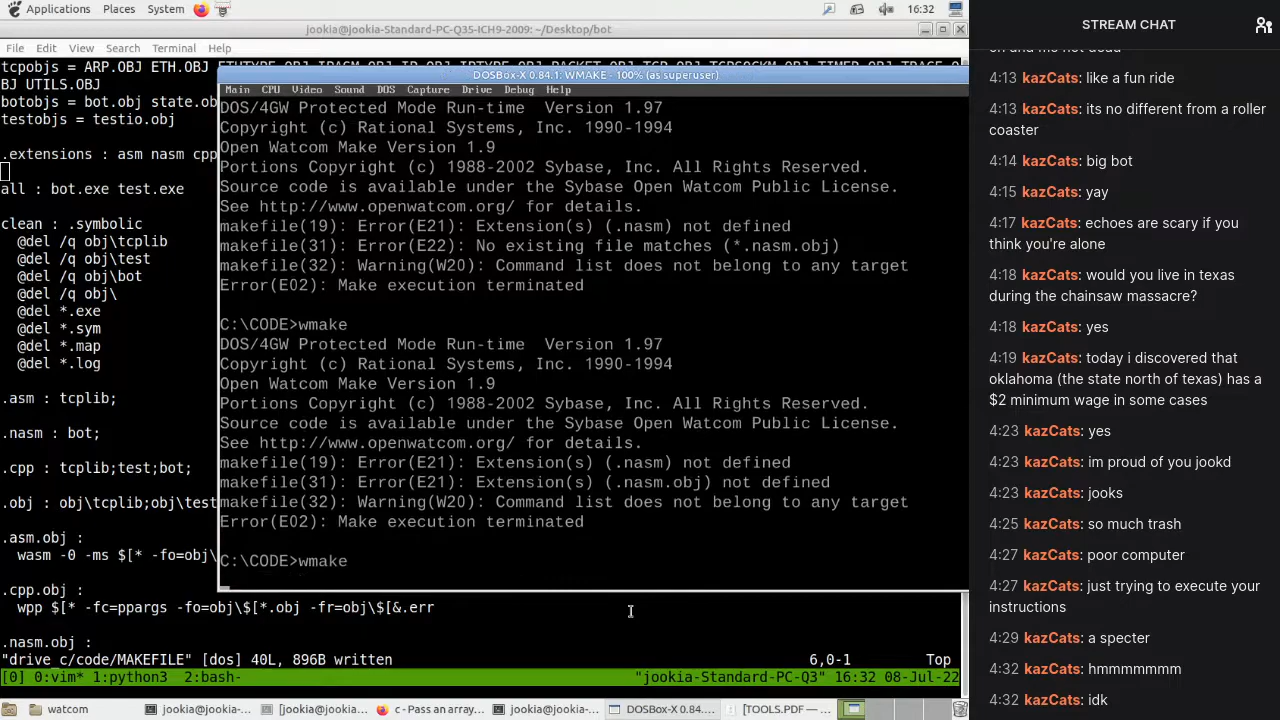 Applications Places System 16:32
jookia@jookia-Standard-PC-Q35-ICH9-2009: ~/Desktop/bot
File Edit View Search Terminal Help
BJ UTILS.OBJ
botobjs = bot.obj state.ob
testobjs = testio.obj
.extensions : asm nasm cpp
all : bot.exe test.exe
clean : .symbolic
@del /q obj\tcplib
@del /q obj\test
@del /q obj\bot
@del /q obj\
@del *.exe
@del *.sym
@del *.map
@del *.log
.asm : tcplib;
.nasm : bot;
.cpp : tcplib;test;bot;
.obj : obj\tcplib;obj\test
.asm.obj :
wasm -0 -ms $[* -fo=obj\
.cpp.obj :
wpp $[* -fc=ppargs -fo=obj\$[*.obj -fr=obj\$[&.err
.nasm.obj :
"drive_c/code/MAKEFILE" [dos] 40L, 896B written 6,0-1 Top
[0] 0:vim* 1:python3 2:bash- "jookia-Standard-PC-Q3" 16:32 08-Jul-22
DOSBox-X 0.84.1: WMAKE - 100% (as superuser)
Main CPU Video Sound DOS Capture Drive Debug Help
DOS/4GW Protected Mode Run-time Version 1.97
Copyright (c) Rational Systems, Inc. 1990-1994
Open Watcom Make Version 1.9
Portions Copyright (c) 1988-2002 Sybase, Inc. All Rights Reserved.
Source code is available under the Sybase Open Watcom Public License.
See http://www.openwatcom.org/ for details.
makefile(19): Error(E21): Extension(s) (.nasm) not defined
makefile(31): Error(E22): No existing file matches (*.nasm.obj)
makefile(32): Warning(W20): Command list does not belong to any target
Error(E02): Make execution terminated
C:\CODE>wmake
DOS/4GW Protected Mode Run-time Version 1.97
Copyright (c) Rational Systems, Inc. 1990-1994
Open Watcom Make Version 1.9
Portions Copyright (c) 1988-2002 Sybase, Inc. All Rights Reserved.
Source code is available under the Sybase Open Watcom Public License.
See http://www.openwatcom.org/ for details.
makefile(19): Error(E21): Extension(s) (.nasm) not defined
makefile(31): Error(E21): Extension(s) (.nasm.obj) not defined
makefile(32): Warning(W20): Command list does not belong to any target
Error(E02): Make execution terminated
C:\CODE>wmake
watcom jookia@jookia-... [jookia@jookia-... c - Pass an array... jookia@jookia-... DOSBox-X 0.84.... [TOOLS.PDF — ...
STREAM CHAT
4:13 kazCats: like a fun ride
4:13 kazCats: its no different from a roller
coaster
4:14 kazCats: big bot
4:15 kazCats: yay
4:17 kazCats: echoes are scary if you
think you're alone
4:18 kazCats: would you live in texas
during the chainsaw massacre?
4:18 kazCats: yes
4:19 kazCats: today i discovered that
oklahoma (the state north of texas) has a
$2 minimum wage in some cases
4:23 kazCats: yes
4:23 kazCats: im proud of you jookd
4:23 kazCats: jooks
4:25 kazCats: so much trash
4:27 kazCats: poor computer
4:27 kazCats: just trying to execute your
instructions
4:29 kazCats: a specter
4:32 kazCats: hmmmmmmm
4:32 kazCats: idk